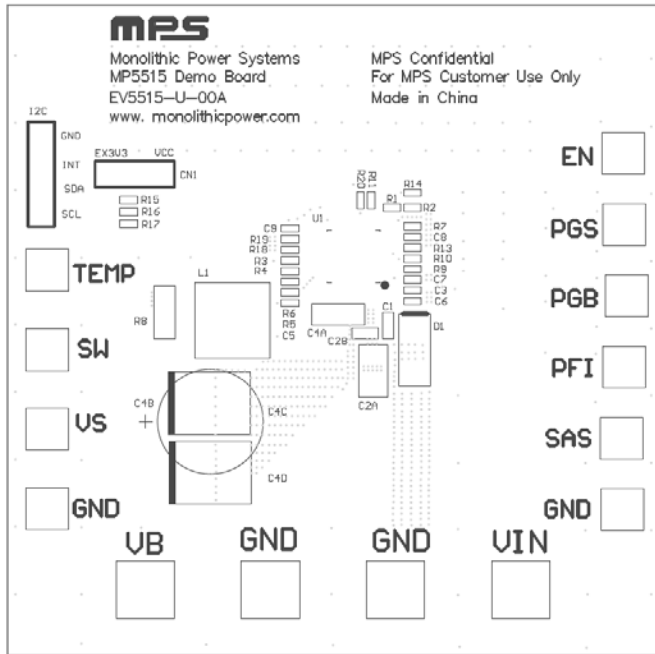 MPS
Monolithic Power Systems
MP5515 Demo Board
EV5515-U-00A
www. monolithicpower.com
MPS Confidential
For MPS Customer Use Only
Made in China
I2C
GND
INT
SDA
SCL
EX3V3 VCC
CN1
R15
R16
R17
TEMP
SW
VS
GND
R8
L1
C9
R19
R18
R3
R4
R6
R5
C5
U1
R20
R11
R14
R1
R2
R7
C8
R13
R10
R9
C7
C3
C6
C4A
C2B
C1
D1
C2A
C4B
+
C4C
C4D
EN
PGS
PGB
PFI
SAS
GND
VB
GND
GND
VIN